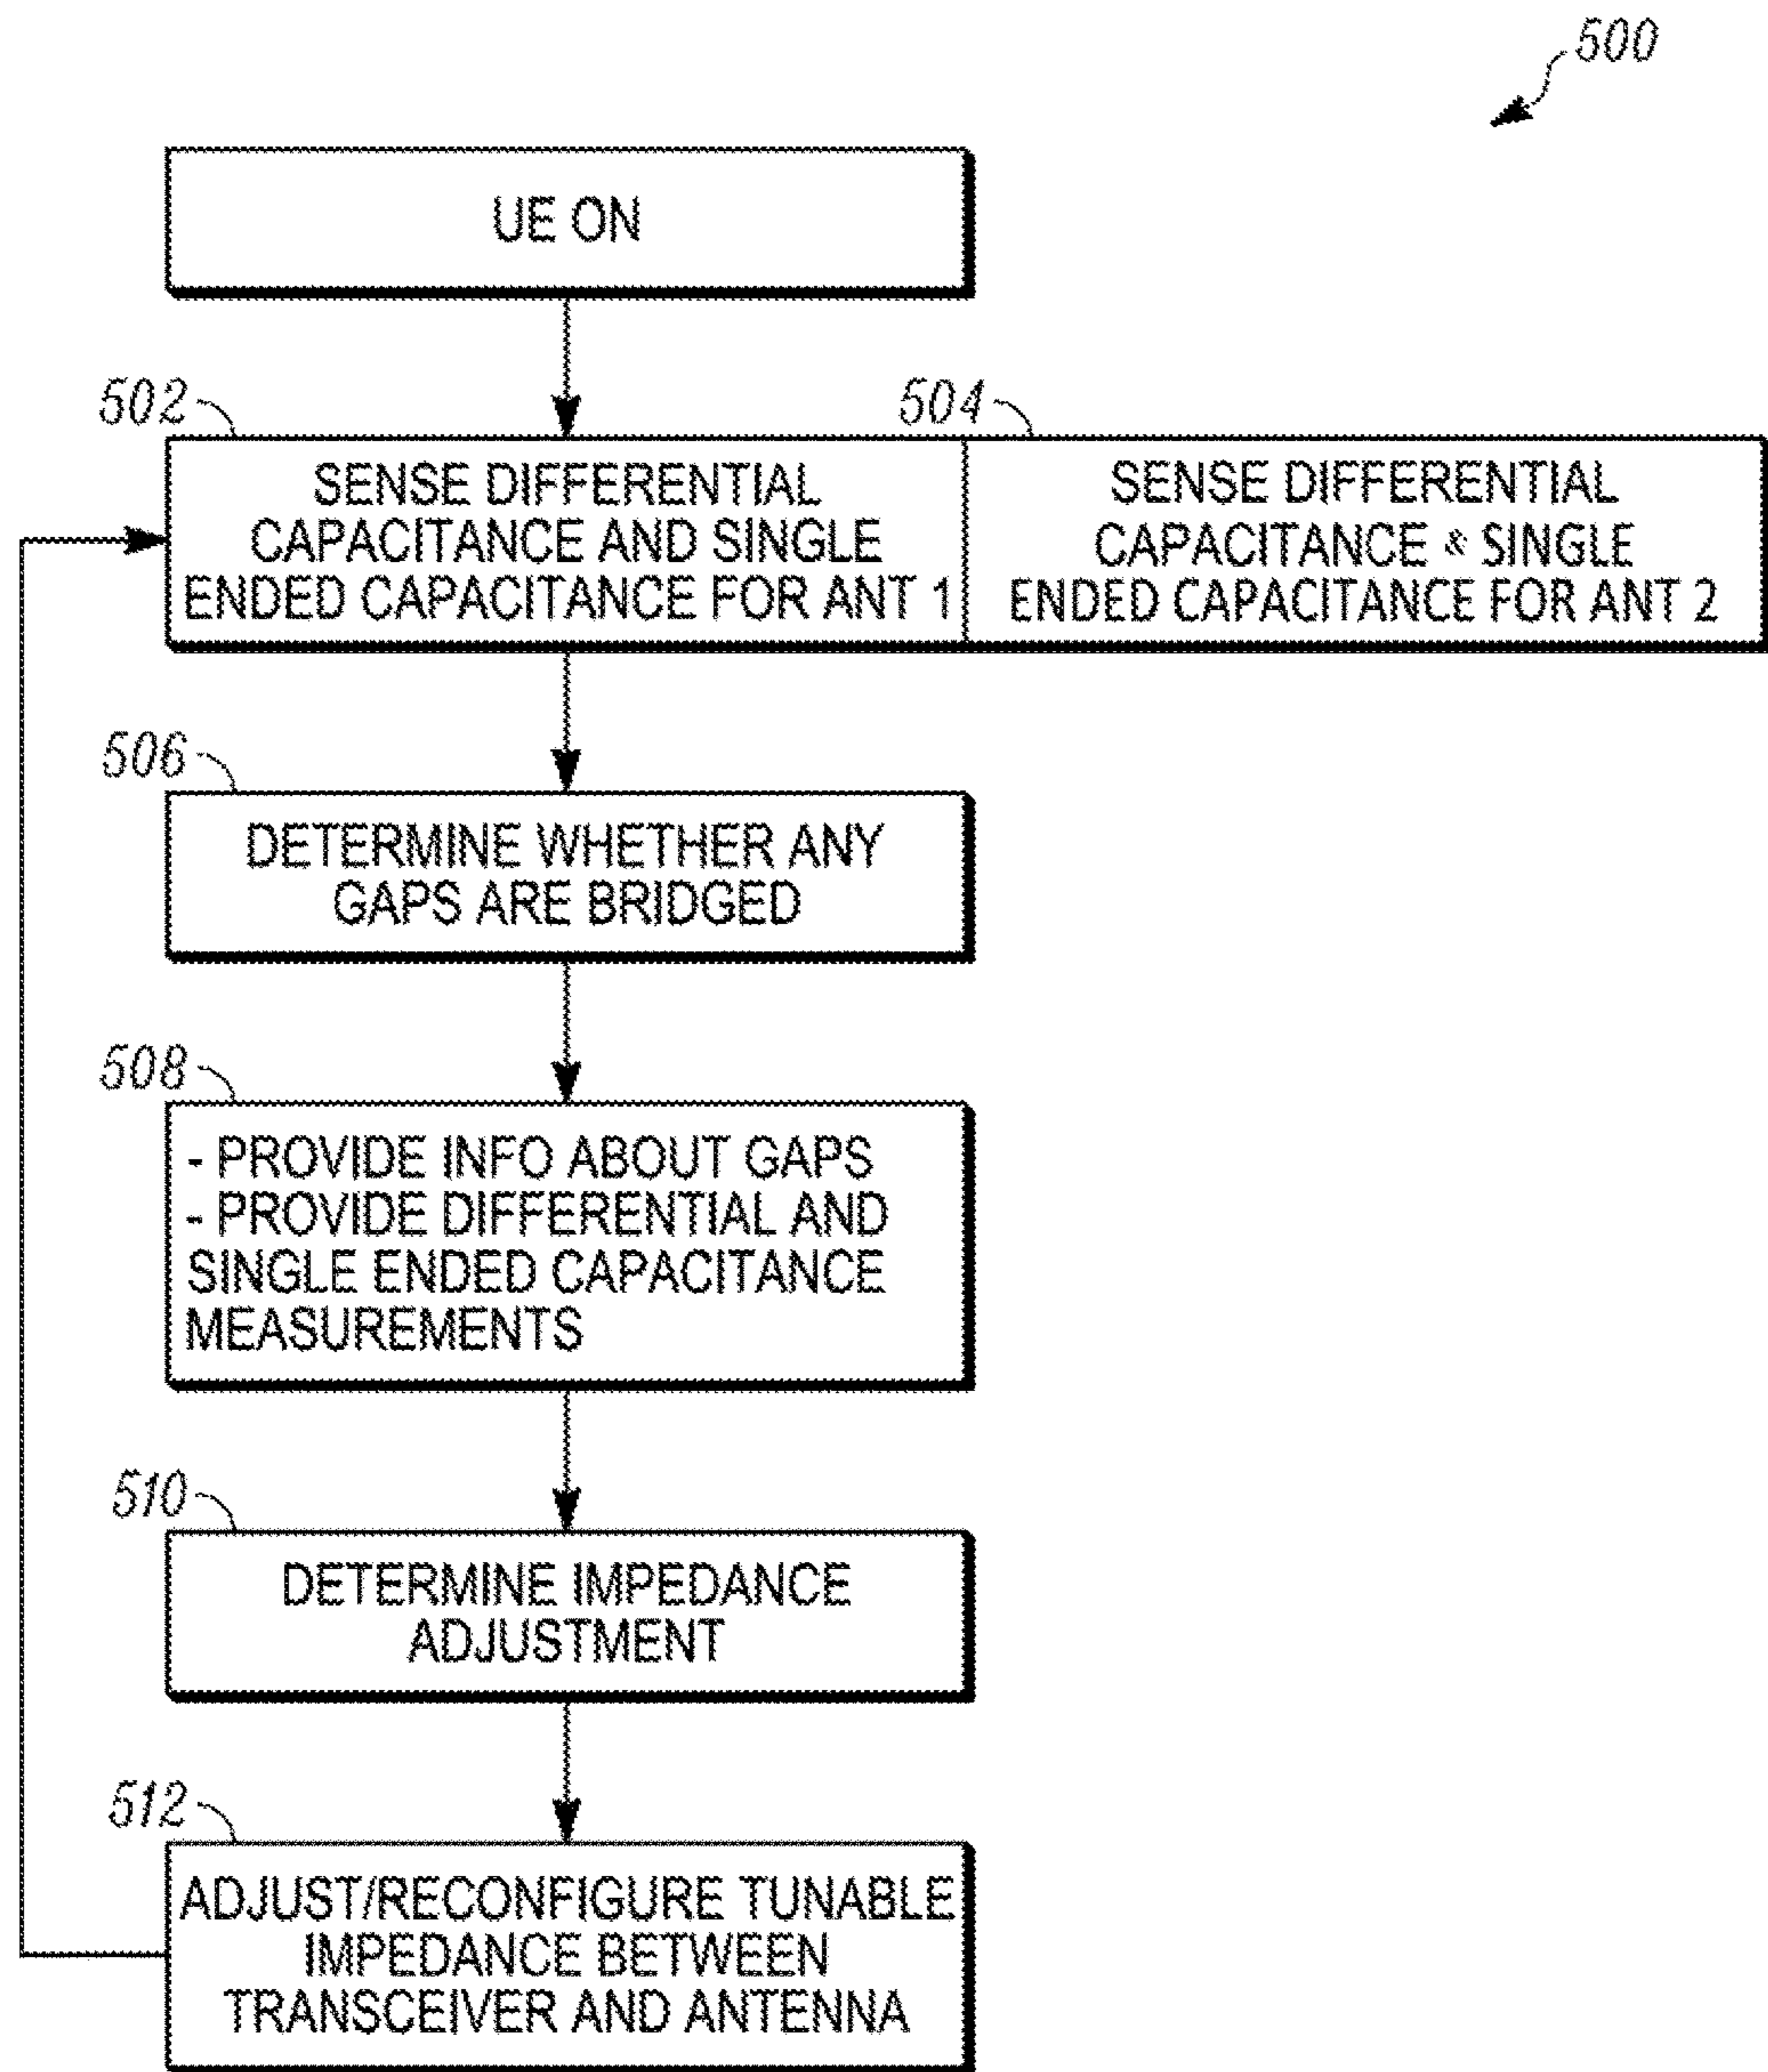 500
UE ON
502
SENSE DIFFERENTIAL
CAPACITANCE AND SINGLE
ENDED CAPACITANCE FOR ANT 1
504
SENSE DIFFERENTIAL
CAPACITANCE & SINGLE
ENDED CAPACITANCE FOR ANT 2
506
DETERMINE WHETHER ANY
GAPS ARE BRIDGED
508
- PROVIDE INFO ABOUT GAPS
- PROVIDE DIFFERENTIAL AND
SINGLE ENDED CAPACITANCE
MEASUREMENTS
510
DETERMINE IMPEDANCE
ADJUSTMENT
512
ADJUST/RECONFIGURE TUNABLE
IMPEDANCE BETWEEN
TRANSCEIVER AND ANTENNA